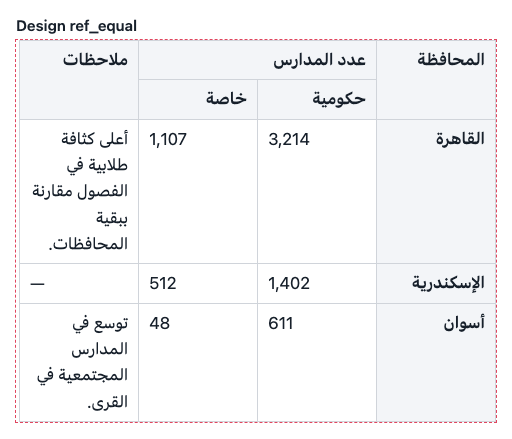 Design ref_equal
المحافظة
عدد المدارس
ملاحظات
حكومية
خاصة
القاهرة
3,214
1,107
أعلى كثافة
طلابية في
الفصول مقارنة
ببقية
المحافظات.
الإسكندرية
1,402
512
—
أسوان
611
48
توسع في
المدارس
المجتمعية في
القرى.